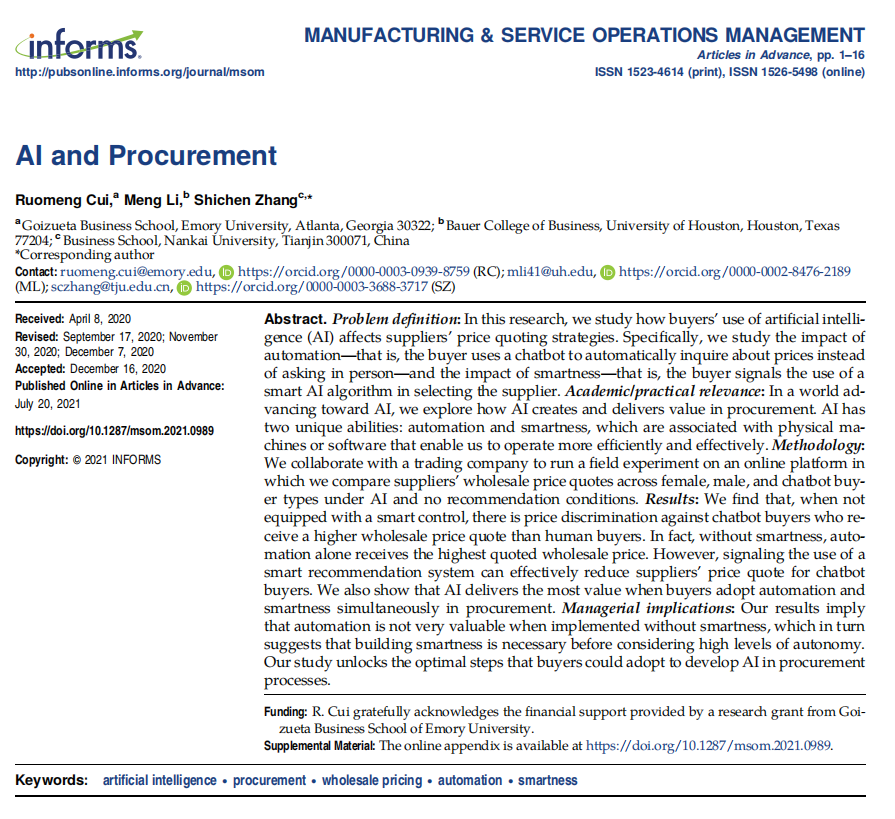 informs®
http://pubsonline.informs.org/journal/msom
MANUFACTURING & SERVICE OPERATIONS MANAGEMENT
Articles in Advance, pp. 1–16
ISSN 1523-4614 (print), ISSN 1526-5498 (online)
AI and Procurement
Ruomeng Cui,a Meng Li,b Shichen Zhangc,*
a Goizueta Business School, Emory University, Atlanta, Georgia 30322; b Bauer College of Business, University of Houston, Houston, Texas
77204; c Business School, Nankai University, Tianjin 300071, China
*Corresponding author
Contact: ruomeng.cui@emory.edu, iD https://orcid.org/0000-0003-0939-8759 (RC); mli41@uh.edu, iD https://orcid.org/0000-0002-8476-2189
(ML); sczhang@tju.edu.cn, iD https://orcid.org/0000-0003-3688-3717 (SZ)
Received: April 8, 2020
Revised: September 17, 2020; November
30, 2020; December 7, 2020
Accepted: December 16, 2020
Published Online in Articles in Advance:
July 20, 2021
https://doi.org/10.1287/msom.2021.0989
Copyright: © 2021 INFORMS
Abstract. Problem definition: In this research, we study how buyers' use of artificial intelli-
gence (AI) affects suppliers' price quoting strategies. Specifically, we study the impact of
automation—that is, the buyer uses a chatbot to automatically inquire about prices instead
of asking in person—and the impact of smartness—that is, the buyer signals the use of a
smart AI algorithm in selecting the supplier. Academic/practical relevance: In a world ad-
vancing toward AI, we explore how AI creates and delivers value in procurement. AI has
two unique abilities: automation and smartness, which are associated with physical ma-
chines or software that enable us to operate more efficiently and effectively. Methodology:
We collaborate with a trading company to run a field experiment on an online platform in
which we compare suppliers' wholesale price quotes across female, male, and chatbot buy-
er types under AI and no recommendation conditions. Results: We find that, when not
equipped with a smart control, there is price discrimination against chatbot buyers who re-
ceive a higher wholesale price quote than human buyers. In fact, without smartness, auto-
mation alone receives the highest quoted wholesale price. However, signaling the use of a
smart recommendation system can effectively reduce suppliers' price quote for chatbot
buyers. We also show that AI delivers the most value when buyers adopt automation and
smartness simultaneously in procurement. Managerial implications: Our results imply
that automation is not very valuable when implemented without smartness, which in turn
suggests that building smartness is necessary before considering high levels of autonomy.
Our study unlocks the optimal steps that buyers could adopt to develop AI in procurement
processes.
Funding: R. Cui gratefully acknowledges the financial support provided by a research grant from Goi-
zueta Business School of Emory University.
Supplemental Material: The online appendix is available at https://doi.org/10.1287/msom.2021.0989.
Keywords: artificial intelligence • procurement • wholesale pricing • automation • smartness